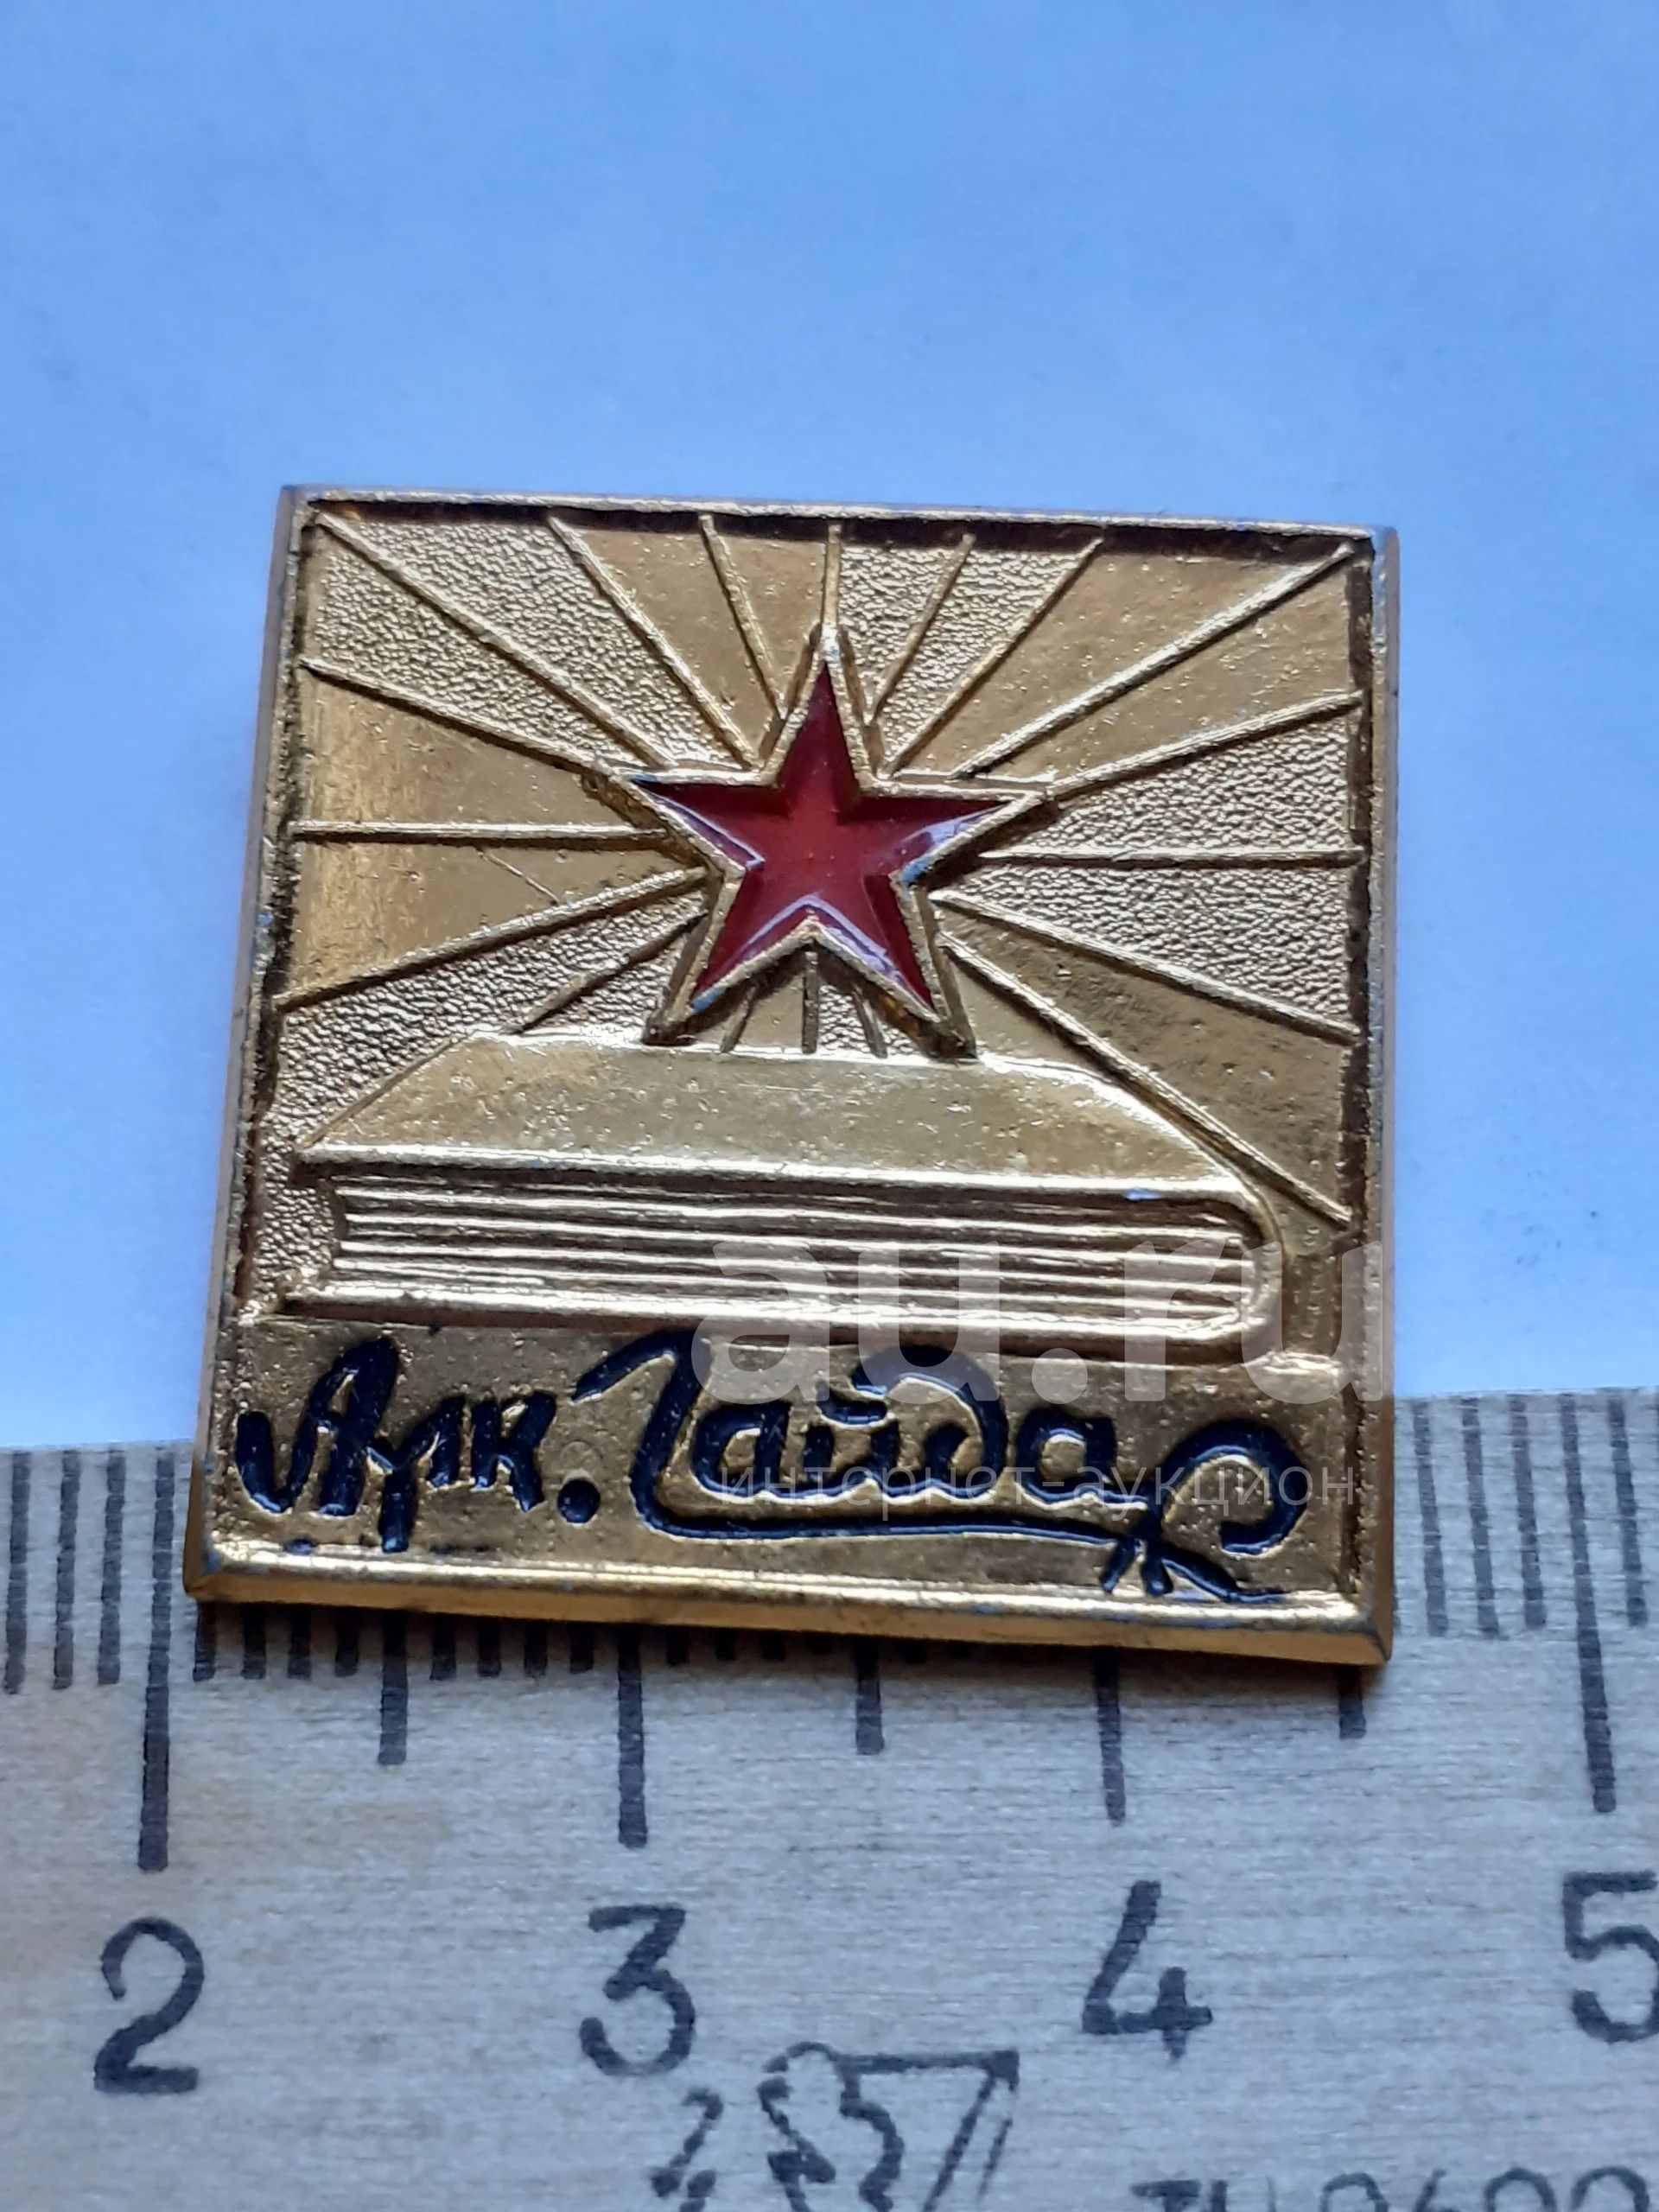 Арк. Гайдар
au.ru
интернет-аукцион
2 3 4 5